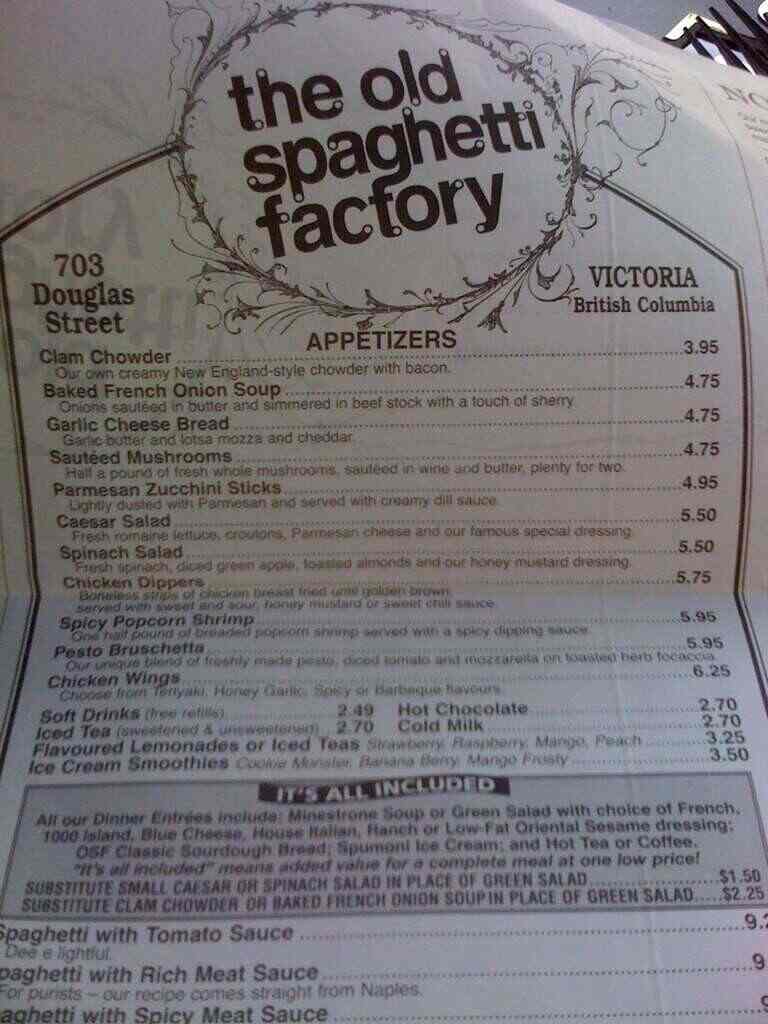 the old
spaghetti
factory
NO
703
Douglas
Street
VICTORIA
British Columbia
APPETIZERS
Clam Chowder 3.95
Our own creamy New England-style chowder with bacon.
Baked French Onion Soup 4.75
Onions sautéed in butter and simmered in beef stock with a touch of sherry.
Garlic Cheese Bread 4.75
Garlic butter and lotsa mozza and cheddar.
Sautéed Mushrooms 4.75
Half a pound of fresh whole mushrooms, sautéed in wine and butter, plenty for two.
Parmesan Zucchini Sticks 4.95
Lightly dusted with Parmesan and served with creamy dill sauce.
Caesar Salad 5.50
Fresh romaine lettuce, croutons, Parmesan cheese and our famous special dressing.
Spinach Salad 5.50
Fresh spinach, diced green apple, toasted almonds and our honey mustard dressing.
Chicken Dippers 5.75
Boneless strips of chicken breast fried until golden brown,
served with sweet and sour, honey mustard or sweet chili sauce.
Spicy Popcorn Shrimp 5.95
One half pound of breaded popcorn shrimp served with a spicy dipping sauce.
Pesto Bruschetta 5.95
Our unique blend of freshly made pesto, diced tomato and mozzarella on toasted herb focaccia.
Chicken Wings 6.25
Choose from Teriyaki, Honey Garlic, Spicy or Barbeque flavours.
Soft Drinks (free refills) 2.49 Hot Chocolate 2.70
Iced Tea (sweetened & unsweetened) 2.70 Cold Milk 2.70
Flavoured Lemonades or Iced Teas Strawberry, Raspberry, Mango, Peach 3.25
Ice Cream Smoothies Cookie Monster, Banana Berry, Mango Frosty 3.50
IT'S ALL INCLUDED
All our Dinner Entrées include: Minestrone Soup or Green Salad with choice of French,
1000 Island, Blue Cheese, House Italian, Ranch or Low-Fat Oriental Sesame dressing;
OSF Classic Sourdough Bread; Spumoni Ice Cream; and Hot Tea or Coffee.
"It's all included" means added value for a complete meal at one low price!
SUBSTITUTE SMALL CAESAR OR SPINACH SALAD IN PLACE OF GREEN SALAD $1.50
SUBSTITUTE CLAM CHOWDER OR BAKED FRENCH ONION SOUP IN PLACE OF GREEN SALAD $2.25
Spaghetti with Tomato Sauce 9.2
Dee e lightful.
paghetti with Rich Meat Sauce 9
For purists – our recipe comes straight from Naples.
aghetti with Spicy Meat Sauce